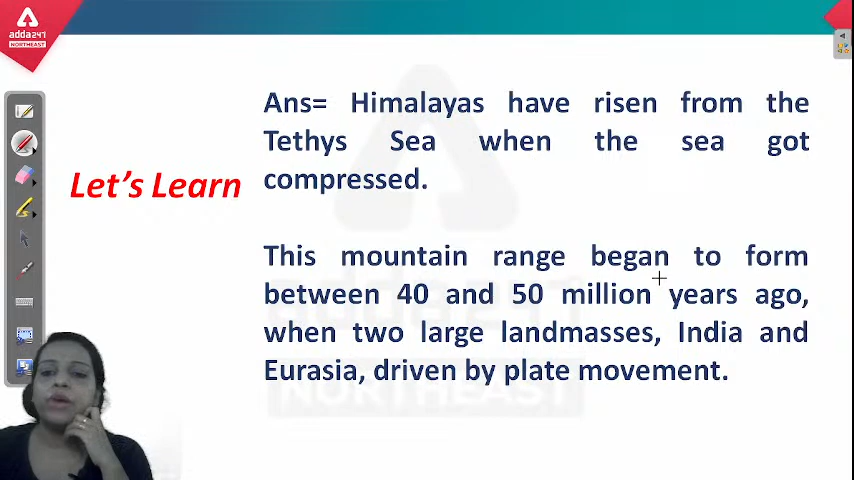 adda247
NORTHEAST
Ans= Himalayas have risen from the
Tethys Sea when the sea got
compressed.
Let's Learn
This mountain range began to form
between 40 and 50 million years ago,
when two large landmasses, India and
Eurasia, driven by plate movement.
adda247
NORTHEAST